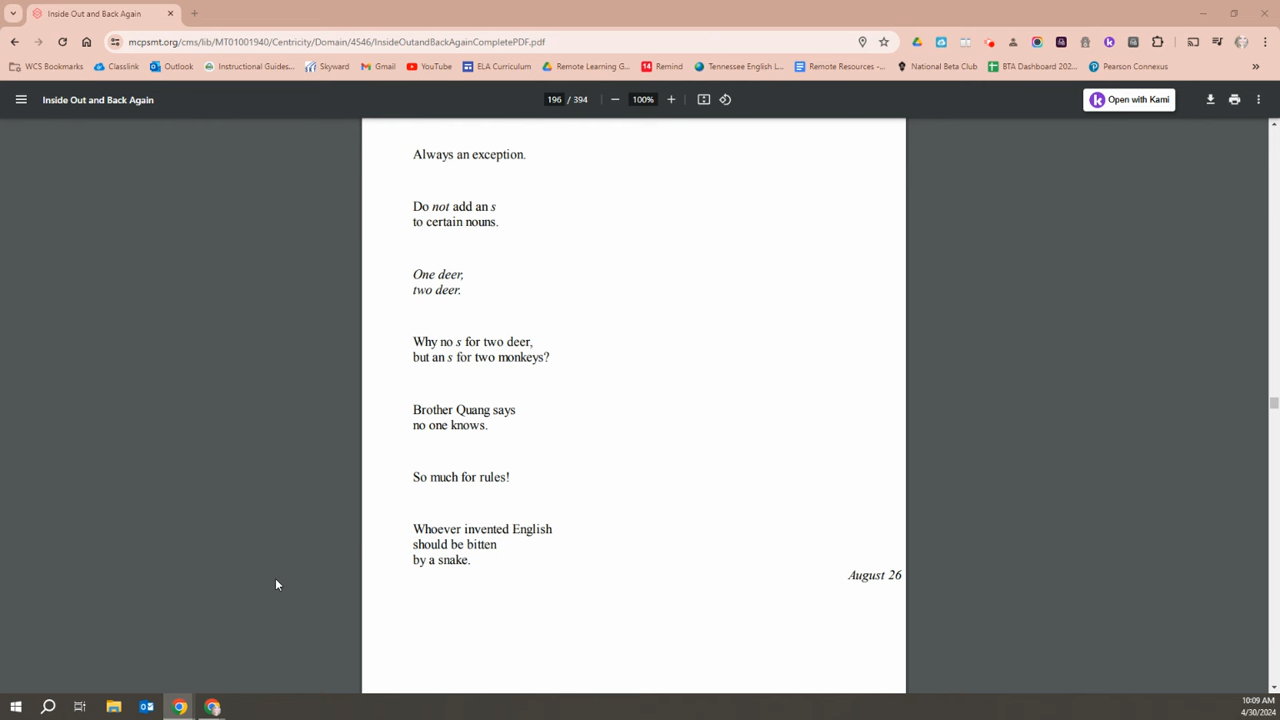 Inside Out and Back Again
mcpsmt.org/cms/lib/MT01001940/Centricity/Domain/4546/InsideOutandBackAgainCompletePDF.pdf
WCS Bookmarks Classlink Outlook Instructional Guides... Skyward Gmail YouTube ELA Curriculum Remote Learning G... Remind Tennessee English L... Remote Resources -... National Beta Club BTA Dashboard 202... Pearson Connexus
Inside Out and Back Again 196 / 394 100% Open with Kami
Always an exception.
Do not add an s
to certain nouns.
One deer,
two deer.
Why no s for two deer,
but an s for two monkeys?
Brother Quang says
no one knows.
So much for rules!
Whoever invented English
should be bitten
by a snake.
August 26
10:09 AM
4/30/2024